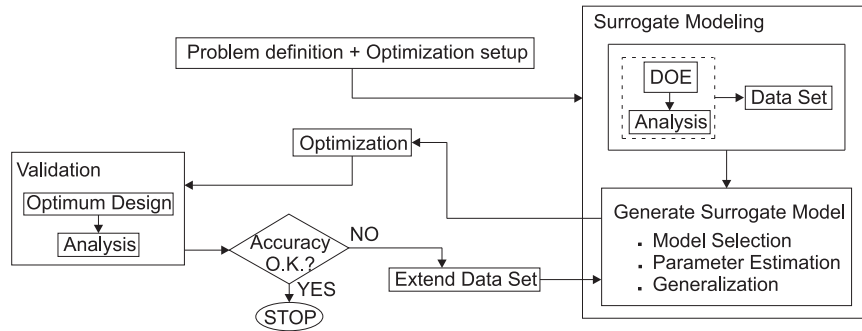 Surrogate Modeling
Problem definition + Optimization setup
DOE
Data Set
Analysis
Optimization
Validation
Optimum Design
Analysis
Accuracy
O.K.?
NO
YES
STOP
Extend Data Set
Generate Surrogate Model
. Model Selection
. Parameter Estimation
. Generalization